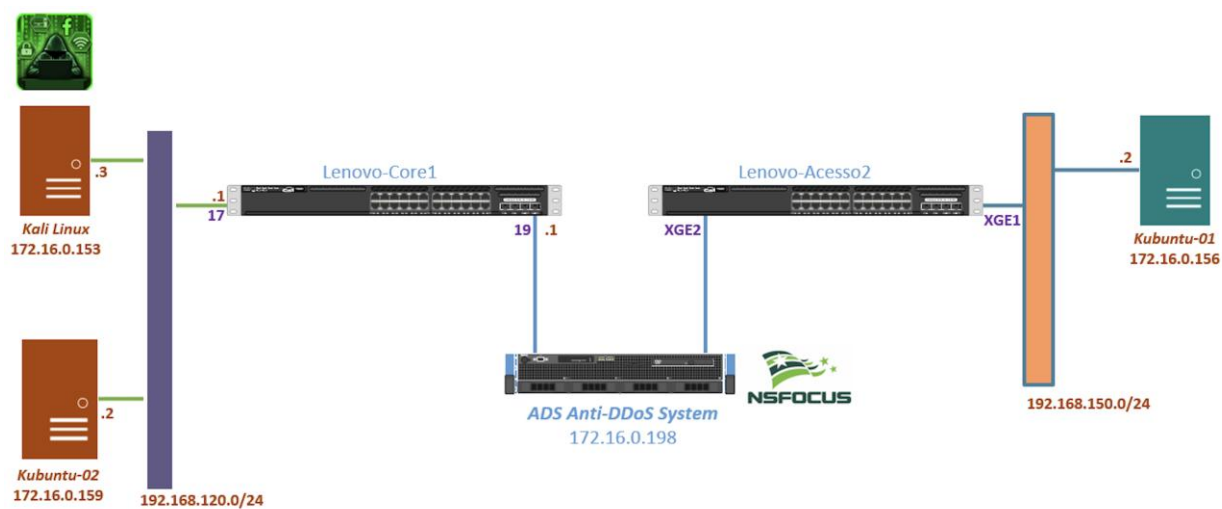 Lenovo-Core1
Lenovo-Acesso2
.3
.2
.1
17
XGE1
Kali Linux
172.16.0.153
19 .1
XGE2
Kubuntu-01
172.16.0.156
NSFOCUS
192.168.150.0/24
.2
ADS Anti-DDoS System
172.16.0.198
Kubuntu-02
172.16.0.159
192.168.120.0/24